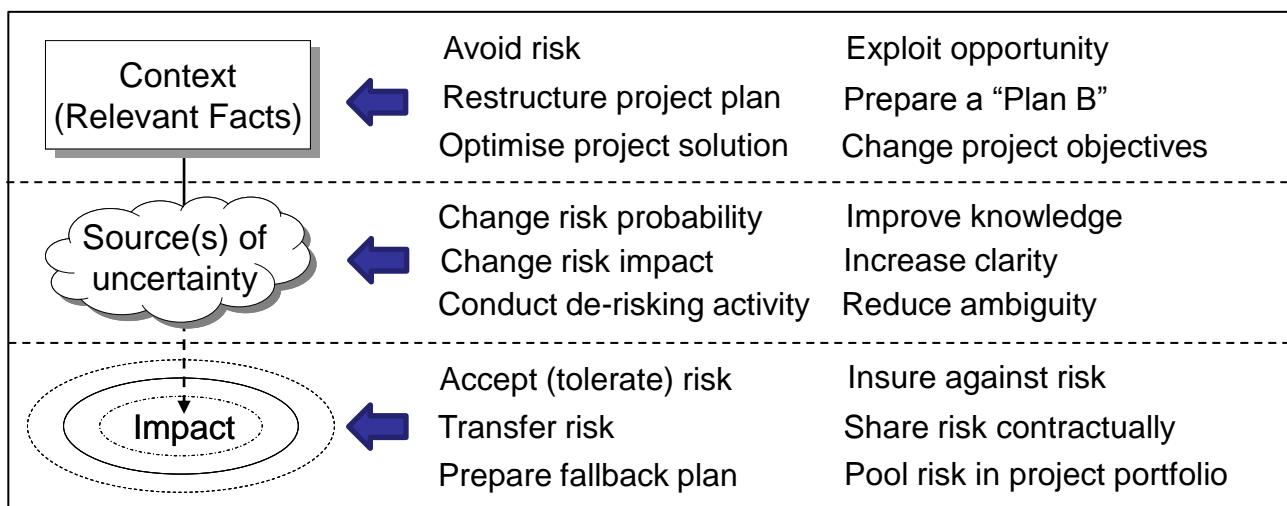 Context
(Relevant Facts)
Avoid risk
Exploit opportunity
Restructure project plan
Prepare a “Plan B”
Optimise project solution
Change project objectives
Source(s) of
uncertainty
Change risk probability
Improve knowledge
Change risk impact
Increase clarity
Conduct de-risking activity
Reduce ambiguity
Impact
Accept (tolerate) risk
Insure against risk
Transfer risk
Share risk contractually
Prepare fallback plan
Pool risk in project portfolio